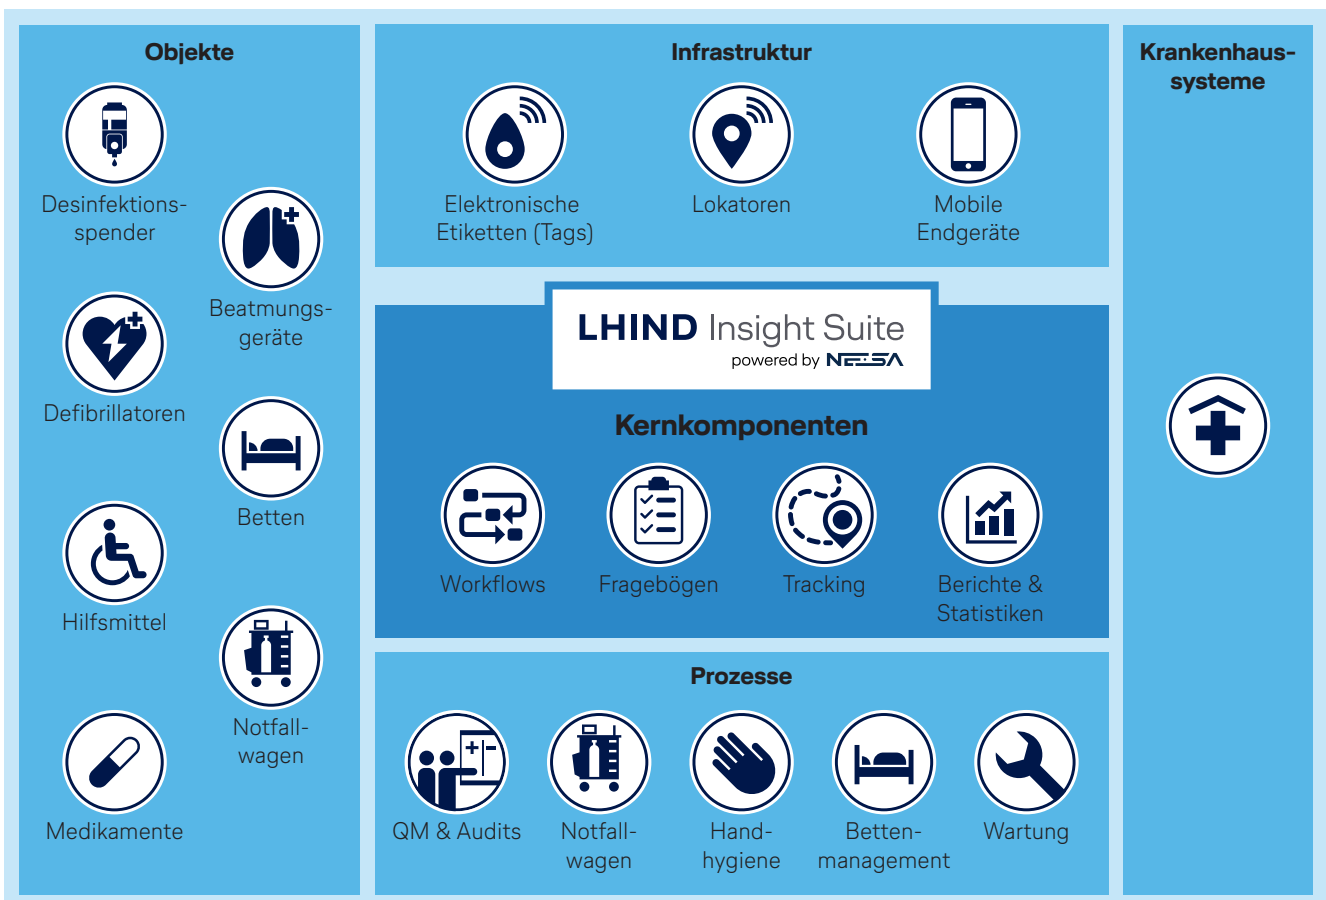 Objekte
Desinfektions-
spender
Beatmungs-
geräte
Defibrillatoren
Betten
Hilfsmittel
Notfall-
wagen
Medikamente
Infrastruktur
Elektronische
Etiketten (Tags)
Lokatoren
Mobile
Endgeräte
LHIND Insight Suite
powered by NEESA
Kernkomponenten
Workflows
Fragebögen
Tracking
Berichte &
Statistiken
Prozesse
QM & Audits
Notfall-
wagen
Hand-
hygiene
Betten-
management
Wartung
Krankenhaus-
systeme